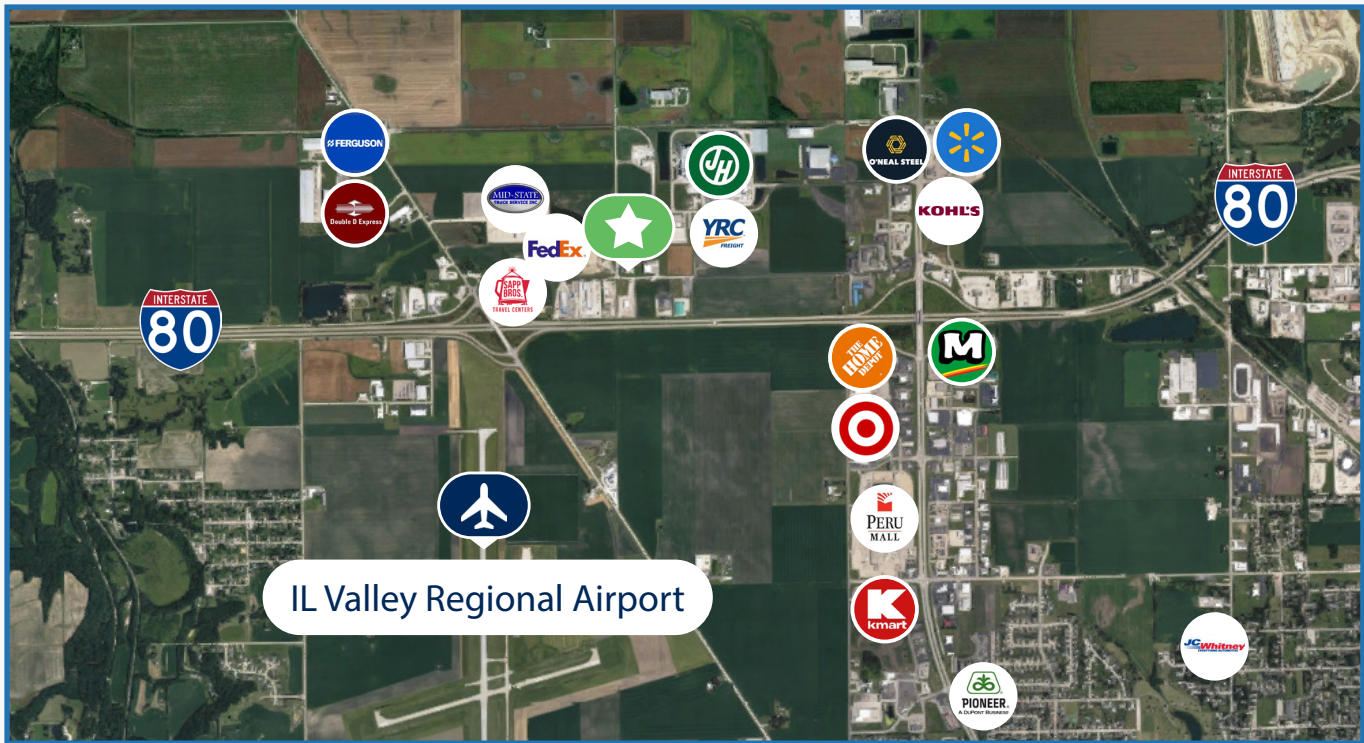 FERGUSON
Double D Express
MID-STATE
TRUCK SERVICE INC
FedEx
SAPP
BROS.
TRAVEL CENTERS
JH
YRC
FREIGHT
O'NEAL STEEL
KOHL'S
INTERSTATE
80
INTERSTATE
80
THE
HOME
DEPOT
M
PERU
MALL
IL Valley Regional Airport
K
kmart
JC Whitney
EVERYTHING AUTOMOTIVE
PIONEER
A DUPONT BUSINESS